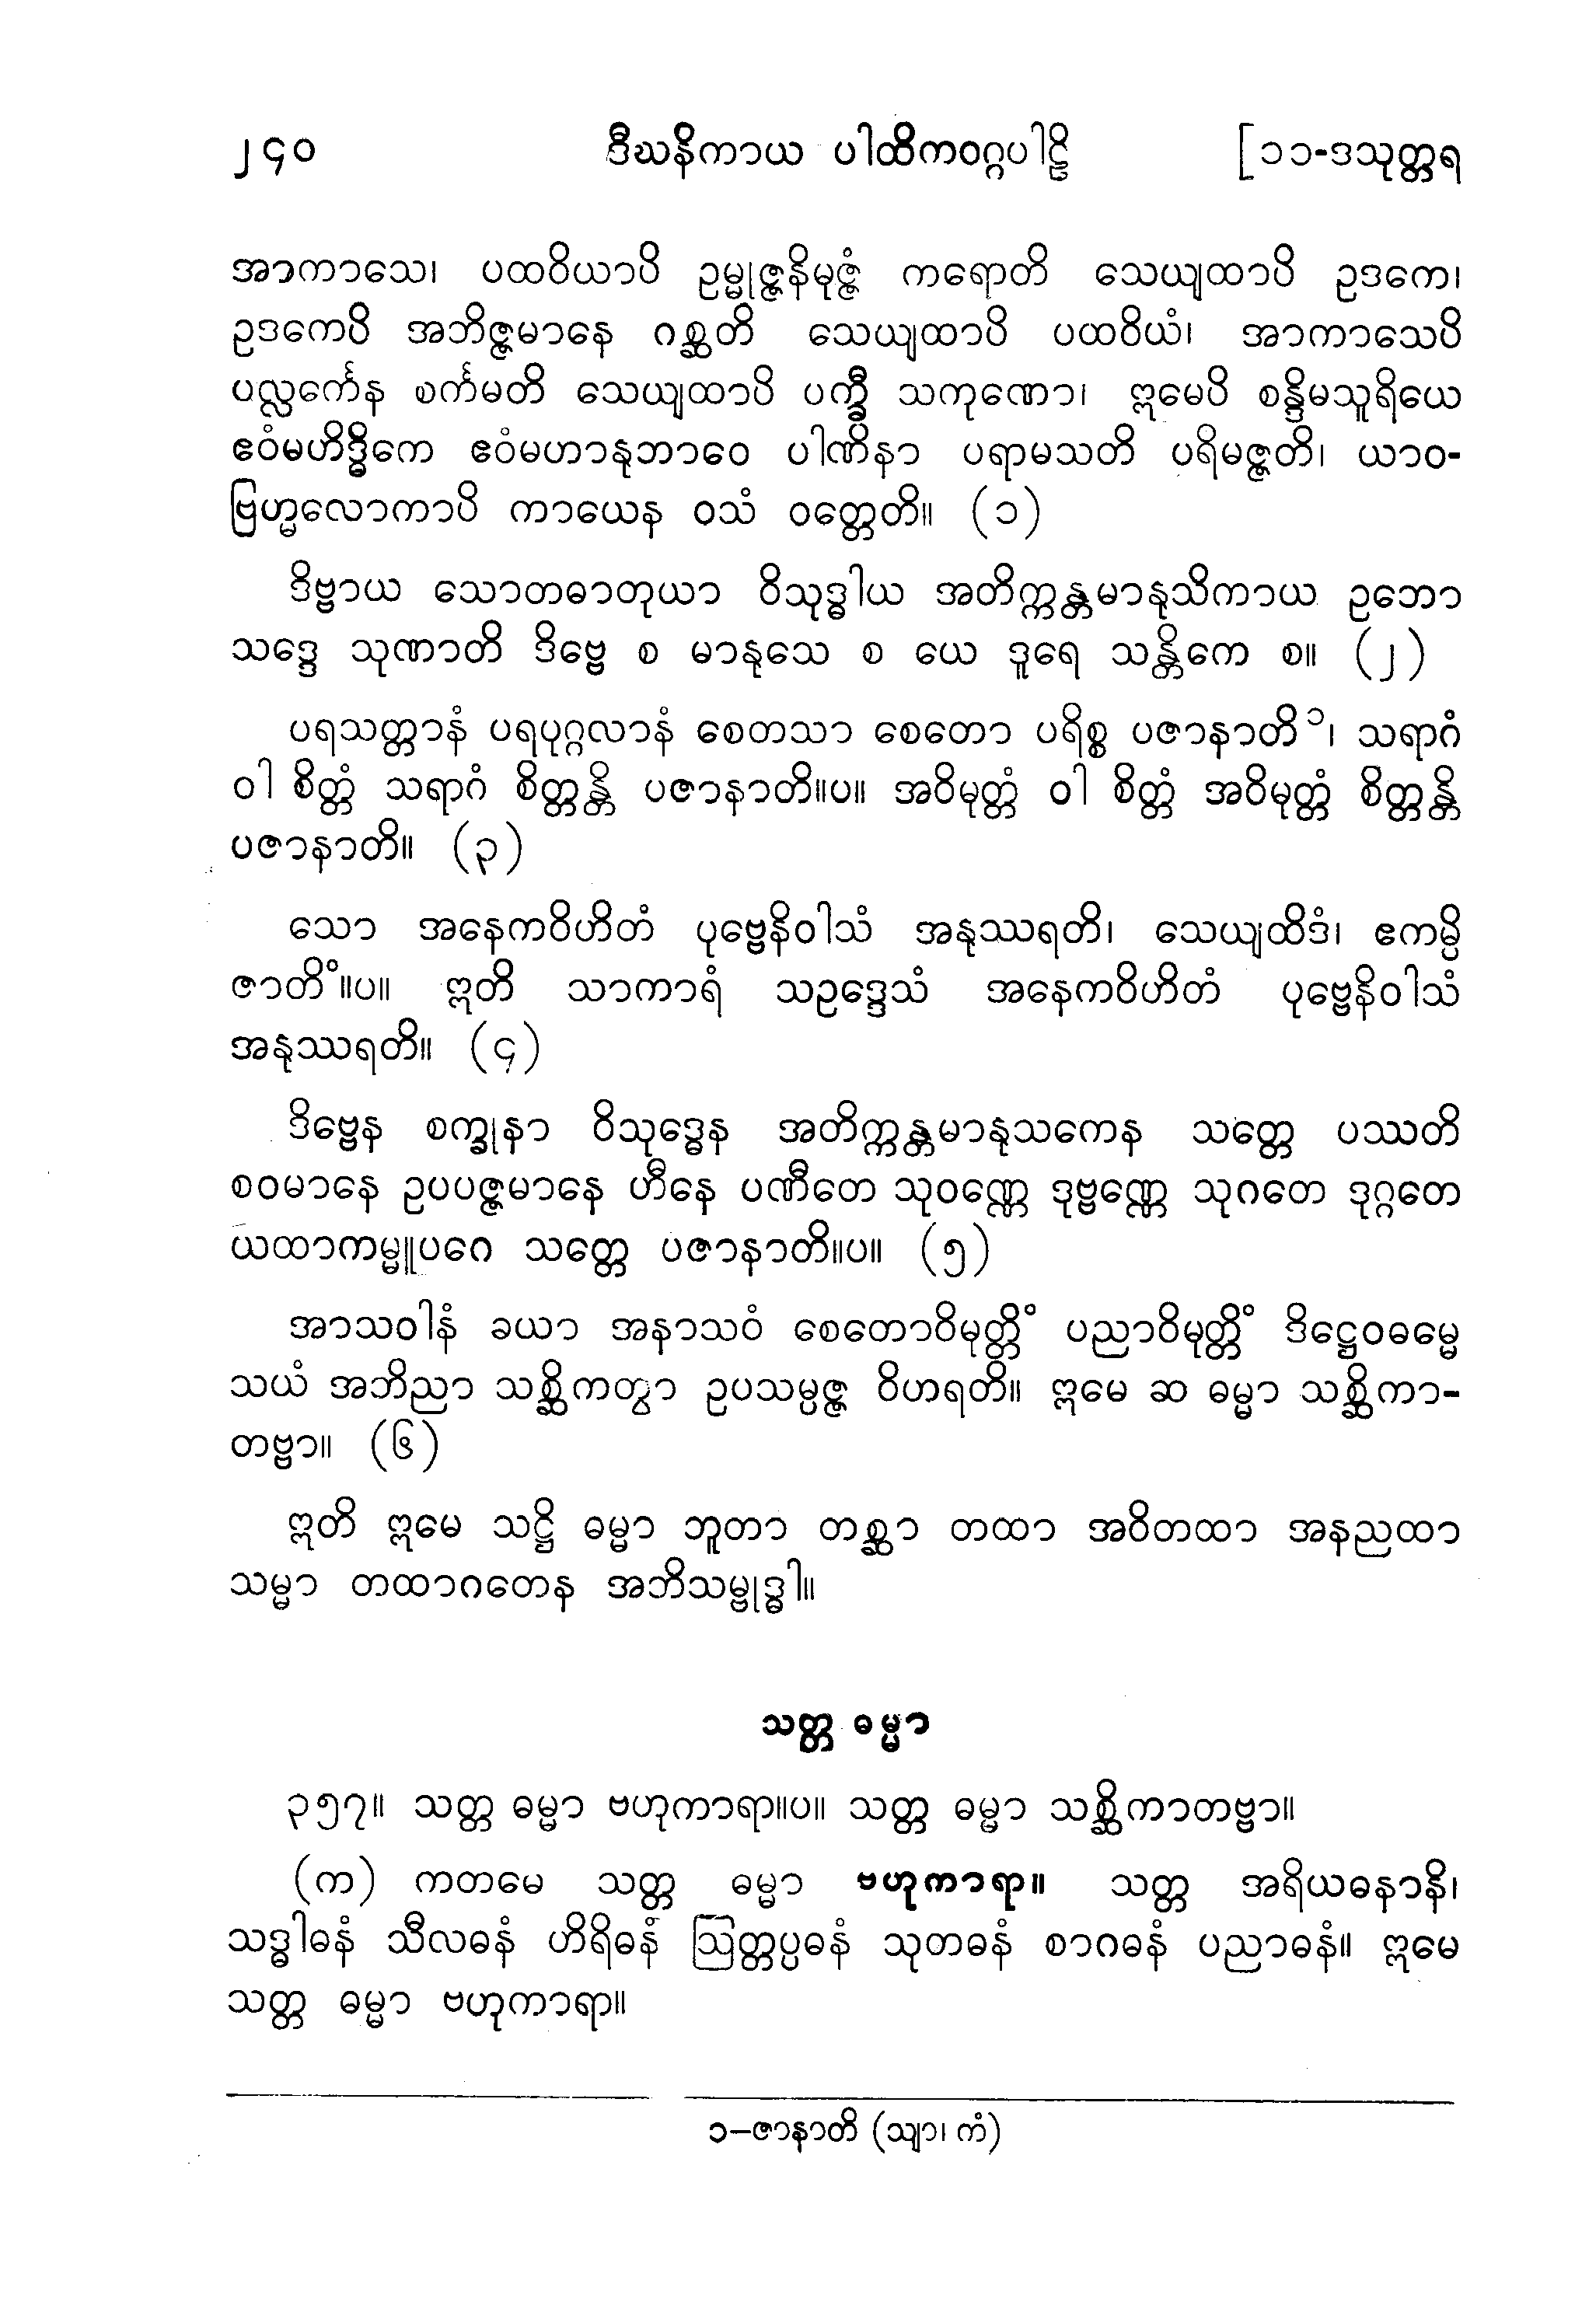 ၂၄၀ ဒီဃနိကာယ ပါထိကဝဂ္ဂပါဠိ [၁၁-ဒသုတ္တရ
အာကာသေ၊ ပထဝိယာပိ ဥမ္မုဇ္ဇနိမုဇ္ဇံ ကရောတိ သေယျထာပိ ဥဒကေ၊
ဥဒကေပိ အဘိဇ္ဇမာနေ ဂစ္ဆတိ သေယျထာပိ ပထဝိယံ၊ အာကာသေပိ
ပလ္လင်္ကေန စင်္ကမတိ သေယျထာပိ ပက္ခီ သကုဏော၊ ဣမေပိ စန္ဒိမသူရိယေ
ဧဝံမဟိဒ္ဓိကေ ဧဝံမဟာနုဘာဝေ ပါဏိနာ ပရာမသတိ ပရိမဇ္ဇတိ၊ ယာဝ-
ဗြဟ္မလောကာပိ ကာယေန ဝသံ ဝတ္တေတိ။ (၁)
ဒိဗ္ဗာယ သောတဓာတုယာ ဝိသုဒ္ဓါယ အတိက္ကန္တမာနုသိကာယ ဥဘော
သဒ္ဒေ သုဏာတိ ဒိဗ္ဗေ စ မာနုသေ စ ယေ ဒူရေ သန္တိကေ စ။ (၂)
ပရသတ္တာနံ ပရပုဂ္ဂလာနံ စေတသာ စေတော ပရိစ္စ ပဇာနာတိ၁၊ သရာဂံ
ဝါ စိတ္တံ သရာဂံ စိတ္တန္တိ ပဇာနာတိ။ပ။ အဝိမုတ္တံ ဝါ စိတ္တံ အဝိမုတ္တံ စိတ္တန္တိ
ပဇာနာတိ။ (၃)
သော အနေကဝိဟိတံ ပုဗ္ဗေနိဝါသံ အနုဿရတိ၊ သေယျထိဒံ၊ ဧကမ္ပိ
ဇာတိံ။ပ။ ဣတိ သာကာရံ သဥဒ္ဒေသံ အနေကဝိဟိတံ ပုဗ္ဗေနိဝါသံ
အနုဿရတိ။ (၄)
ဒိဗ္ဗေန စက္ခုနာ ဝိသုဒ္ဓေန အတိက္ကန္တမာနုသကေန သတ္တေ ပဿတိ
စဝမာနေ ဥပပဇ္ဇမာနေ ဟီနေ ပဏီတေ သုဝဏ္ဏေ ဒုဗ္ဗဏ္ဏေ သုဂတေ ဒုဂ္ဂတေ
ယထာကမ္မူပဂေ သတ္တေ ပဇာနာတိ။ပ။ (၅)
အာသဝါနံ ခယာ အနာသဝံ စေတောဝိမုတ္တိံ ပညာဝိမုတ္တိံ ဒိဋ္ဌေဝဓမ္မေ
သယံ အဘိညာ သစ္ဆိကတွာ ဥပသမ္ပဇ္ဇ ဝိဟရတိ။ ဣမေ ဆ ဓမ္မာ သစ္ဆိကာ-
တဗ္ဗာ။ (၆)
ဣတိ ဣမေ သဋ္ဌိ ဓမ္မာ ဘူတာ တစ္ဆာ တထာ အဝိတထာ အနညထာ
သမ္မာ တထာဂတေန အဘိသမ္ဗုဒ္ဓါ။
သတ္တ ဓမ္မာ
၃၅၇။ သတ္တ ဓမ္မာ ဗဟုကာရာ။ပ။ သတ္တ ဓမ္မာ သစ္ဆိကာတဗ္ဗာ။
(က) ကတမေ သတ္တ ဓမ္မာ ဗဟုကာရာ။ သတ္တ အရိယဓနာနိ၊
သဒ္ဓါဓနံ သီလဓနံ ဟိရိဓနံ ဩတ္တပ္ပဓနံ သုတဓနံ စာဂဓနံ ပညာဓနံ။ ဣမေ
သတ္တ ဓမ္မာ ဗဟုကာရာ။
၁–ဇာနာတိ (သျာ၊ ကံ)